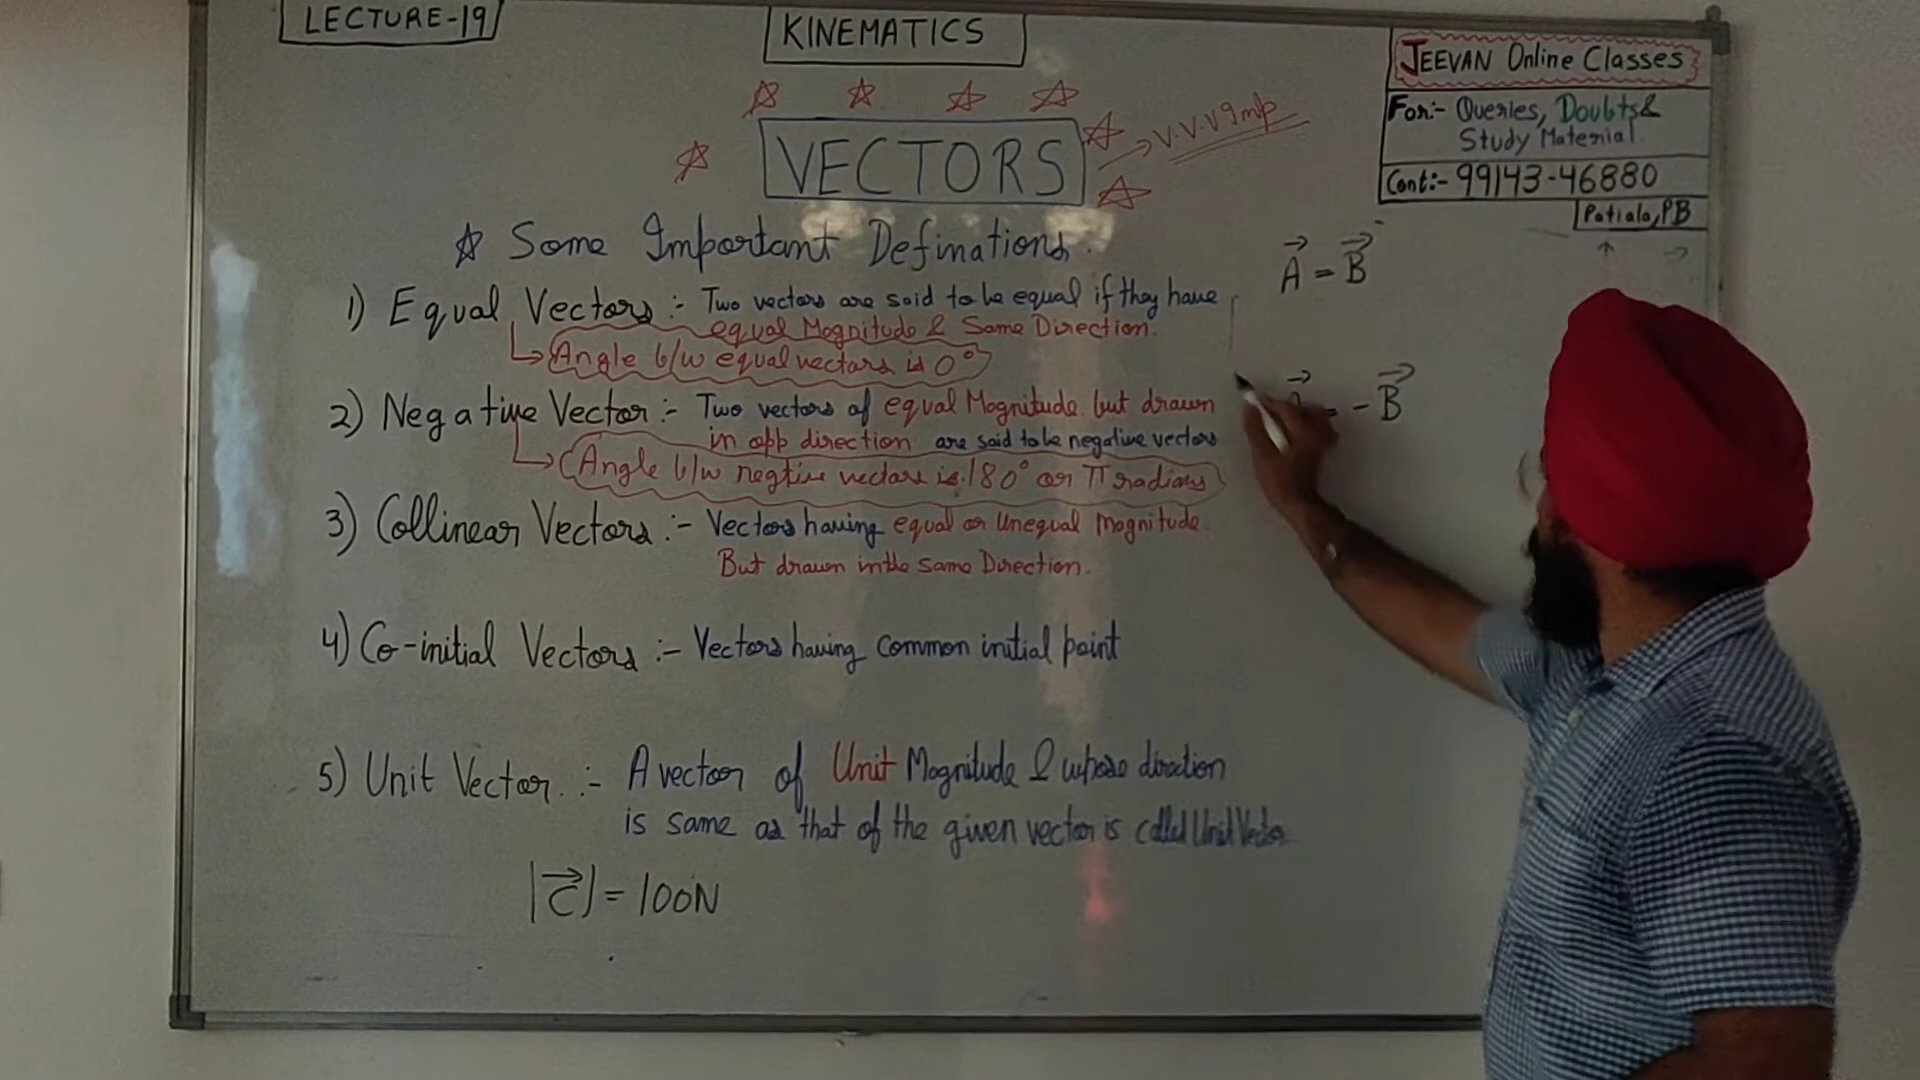 LECTURE-19
KINEMATICS
JEEVAN Online Classes
For:- Queries, Doubts &
Study Material.
Cont:- 99143-46880
Patiala, PB
VECTORS
V.V.V Imp
☆ Some Important Definations.
1) Equal Vectors :- Two vectors are said to be equal if they have
equal Magnitude & Same Direction.
Angle b/w equal vectors is 0°
2) Negative Vector :- Two vectors of equal Magnitude but drawn
in opp direction are said to be negative vectors
Angle b/w negtive vectors is 180° or π radians
3) Collinear Vectors :- Vectors having equal or Unequal Magnitude
But drawn in the Same Direction.
4) Co-initial Vectors :- Vectors having common initial point
5) Unit Vector :- A vector of Unit Magnitude & whose direction
is same as that of the given vector is called Unit Vector
|C⃗| = 100N
A⃗ = B⃗
= -B⃗